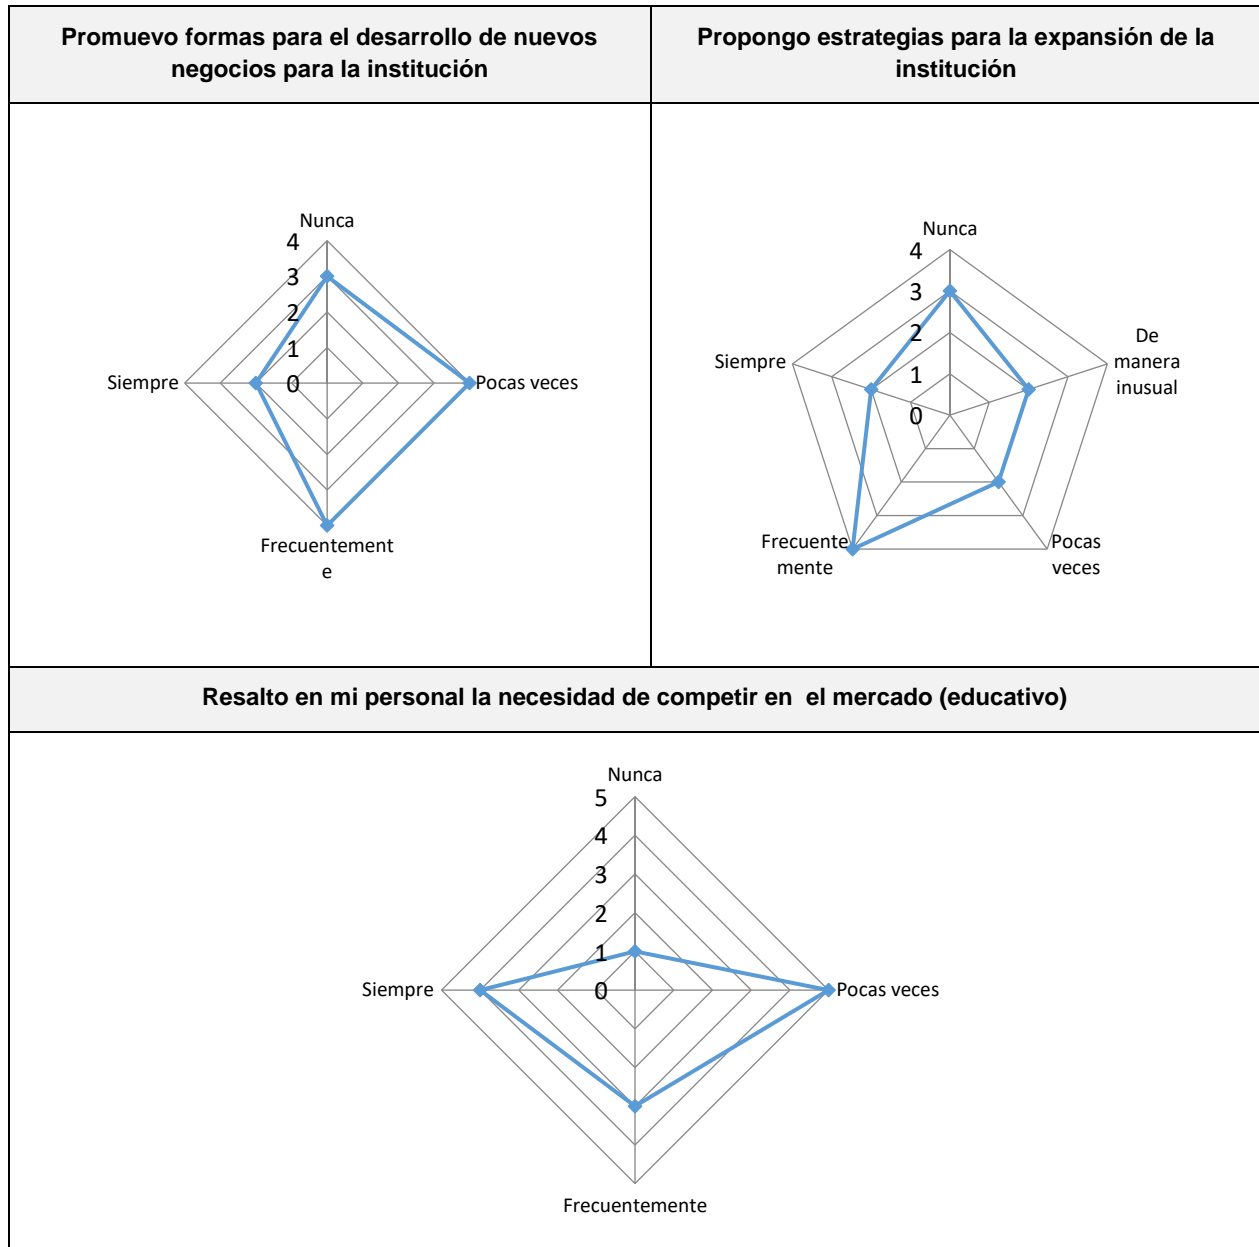 Promuevo formas para el desarrollo de nuevos
negocios para la institución
Propongo estrategias para la expansión de la
institución
Nunca
4
3
2
1
0
Siempre
Pocas veces
Frecuentement
e
Nunca
4
3
2
1
0
Siempre
De
manera
inusual
Frecuente
mente
Pocas
veces
Resalto en mi personal la necesidad de competir en  el mercado (educativo)
Nunca
5
4
3
2
1
0
Siempre
Pocas veces
Frecuentemente